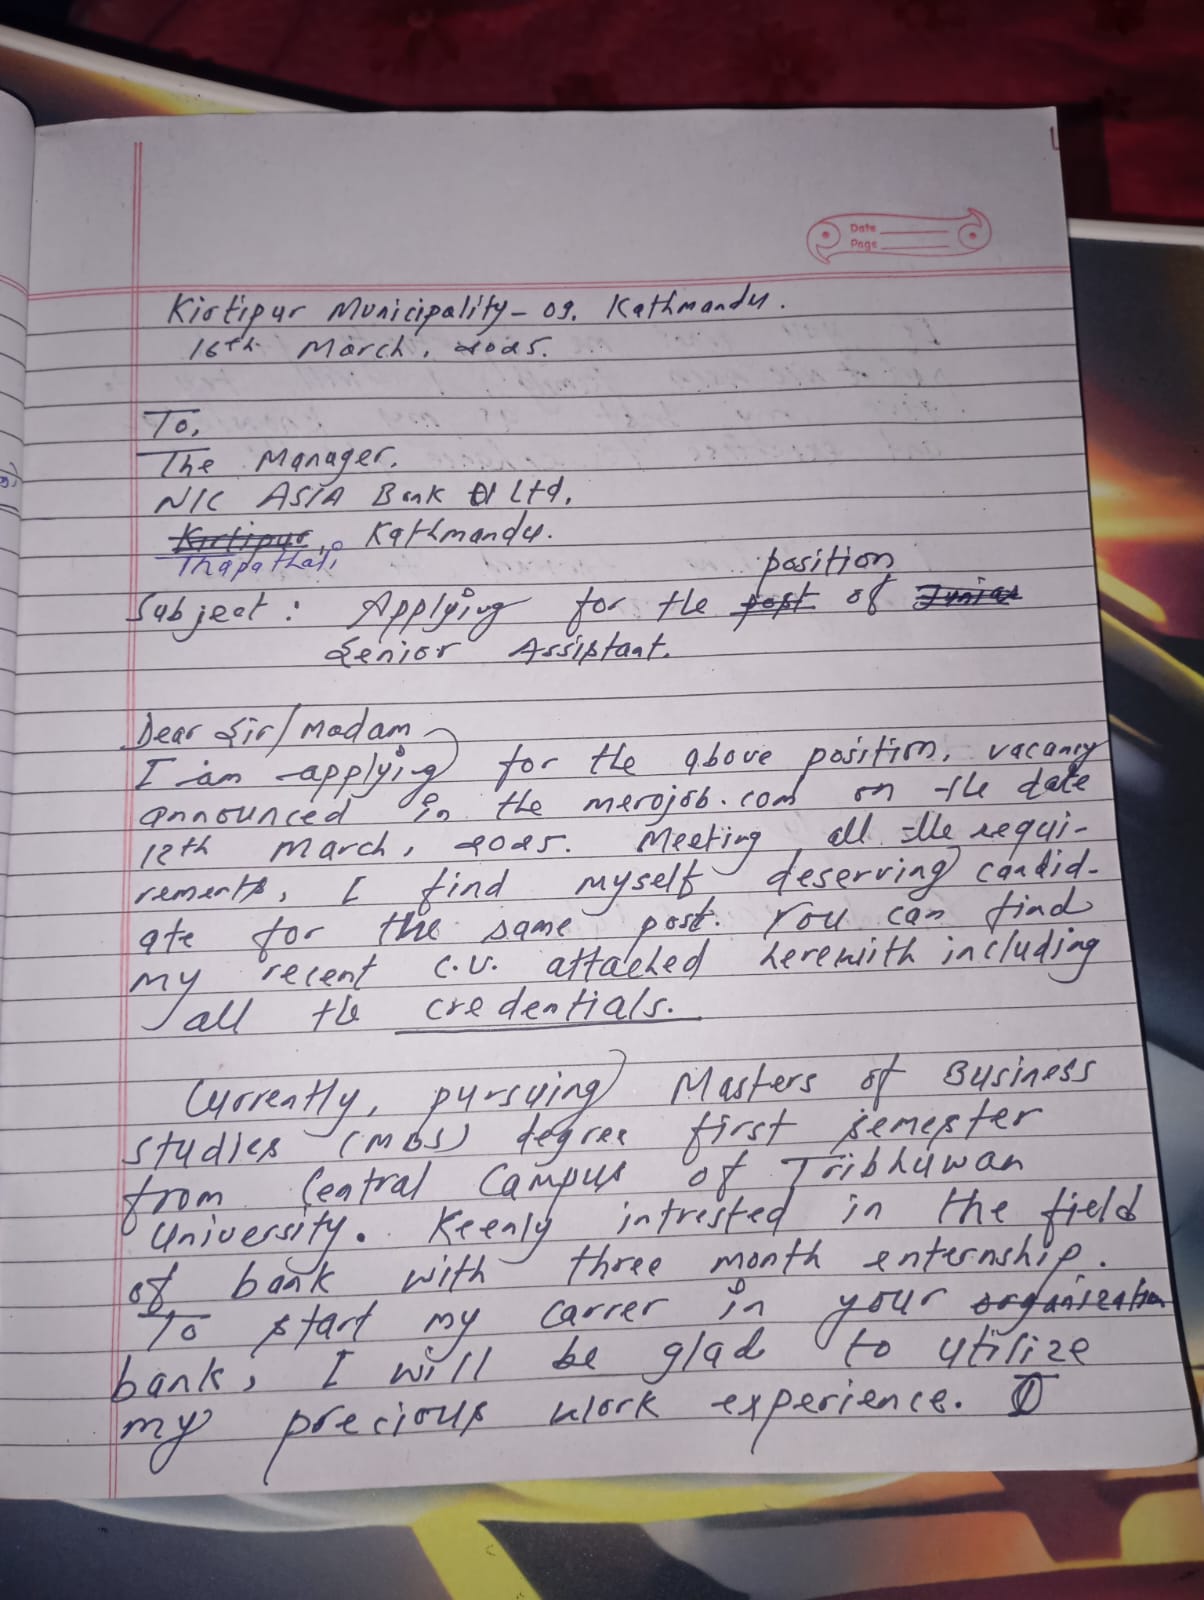 Date
Page
Kirtipur Municipality - 09, Kathmandu.
16th March, 2025.
To,
The Manager,
NIC ASIA Bank Ltd,
Kirtipur, Kathmandu.
Thapathali
position
Subject: Applying for the post of Junior
Senior Assistant.
Dear Sir/Madam
I am applying for the above position, vacancy
announced in the merojob.com on the date
12th March, 2025. Meeting all the requi-
rements, I find myself deserving candid-
ate for the same post. You can find
my recent C.V. attached herewith including
all the credentials.
Currently, pursuing Masters of Business
studies (MBS) degree first semester
from Central Campus of Tribhuwan
University. Keenly intrested in the field
of bank with three month enternship.
To start my carrer in your organization
bank, I will be glad to utilize
my precious work experience.